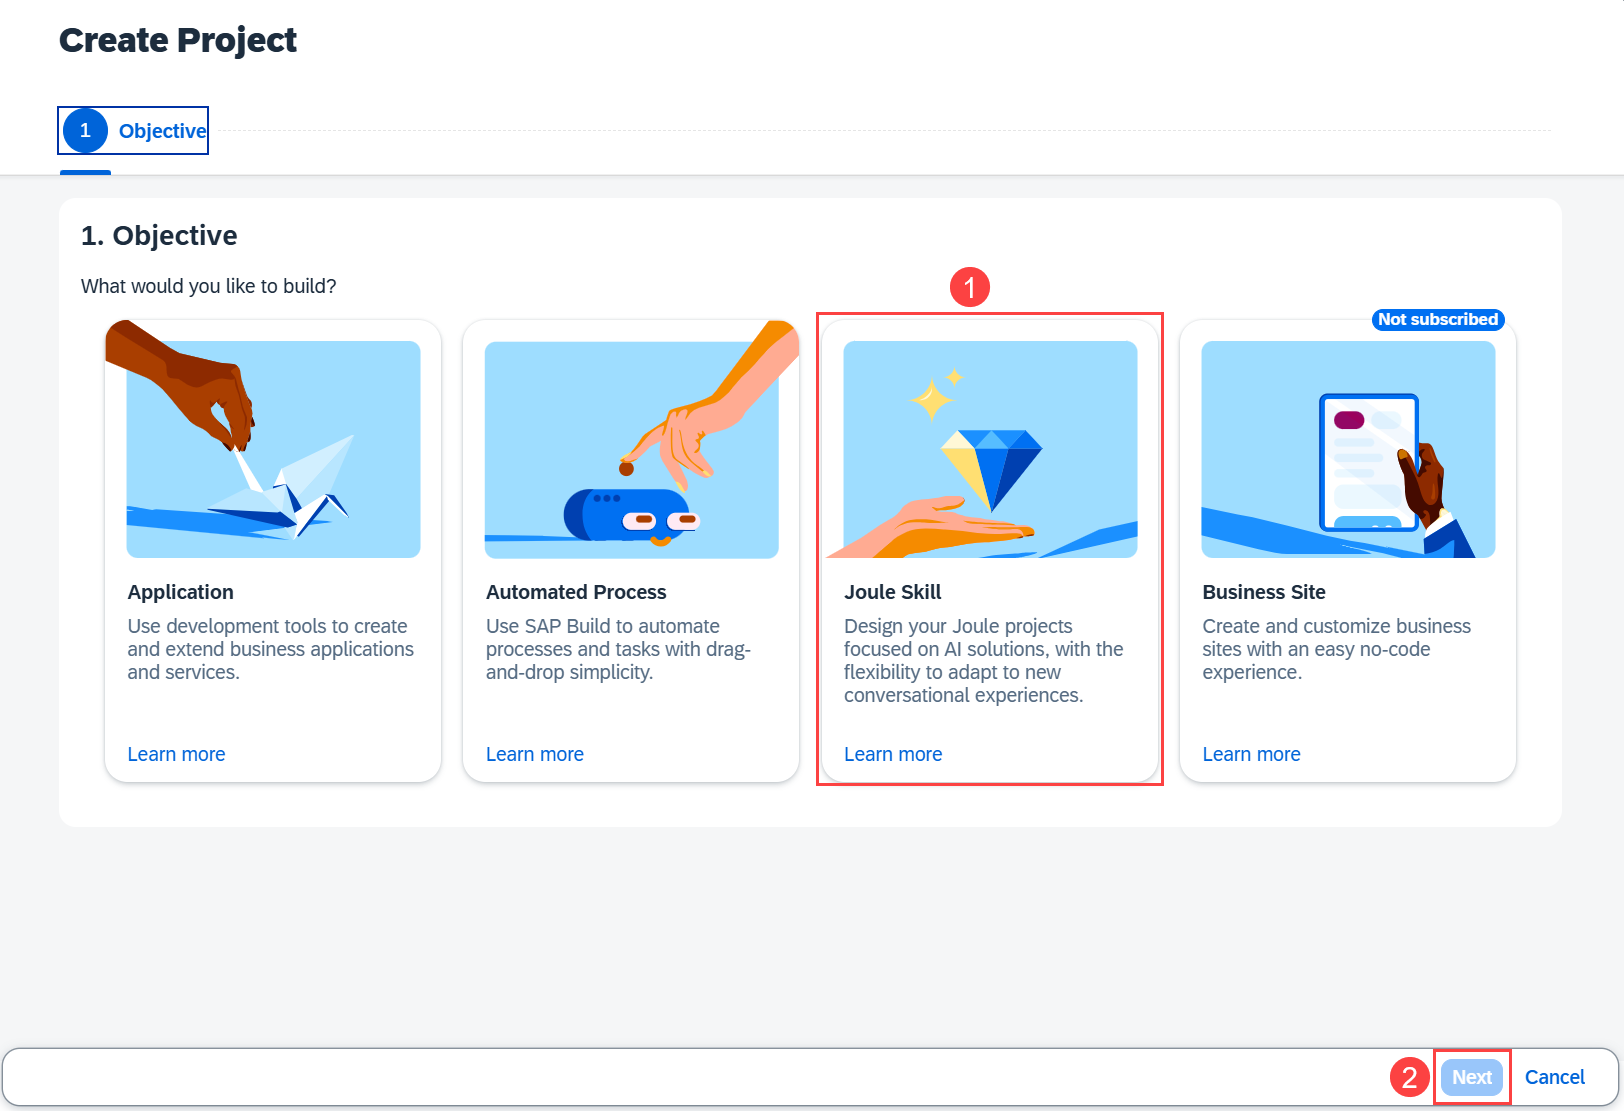 Create Project
1 Objective
1. Objective
What would you like to build?
1
Not subscribed
Application
Use development tools to create
and extend business applications
and services.
Learn more
Automated Process
Use SAP Build to automate
processes and tasks with drag-
and-drop simplicity.
Learn more
Joule Skill
Design your Joule projects
focused on AI solutions, with the
flexibility to adapt to new
conversational experiences.
Learn more
Business Site
Create and customize business
sites with an easy no-code
experience.
Learn more
2 Next Cancel